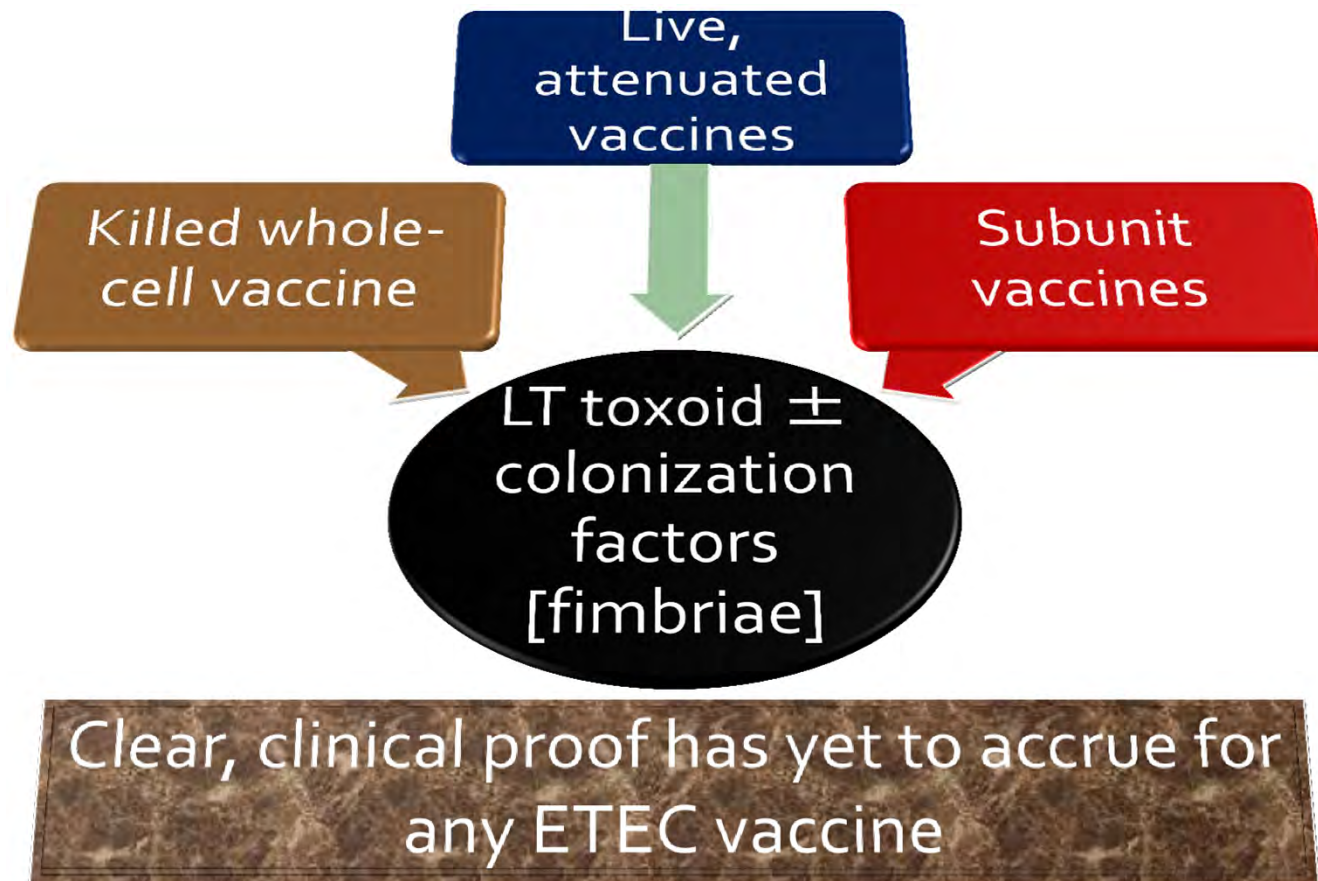 Live,
attenuated
vaccines
Killed whole-
cell vaccine
Subunit
vaccines
LT toxoid ±
colonization
factors
[fimbriae]
Clear, clinical proof has yet to accrue for
any ETEC vaccine